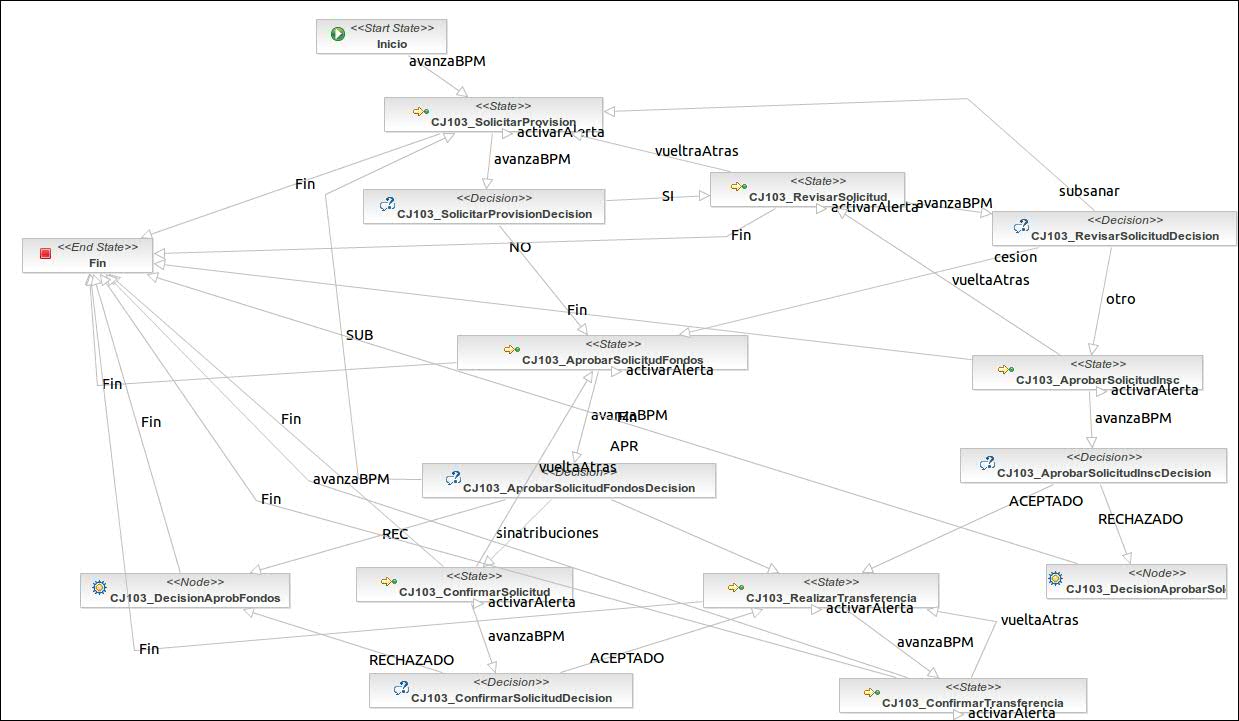 <<Start State>>
Inicio
avanzaBPM
<<State>>
CJ103_SolicitarProvision
activarAlerta
avanzaBPM
vueltraAtras
Fin
<<State>>
CJ103_RevisarSolicitud
activarAlerta
avanzaBPM
subsanar
<<Decision>>
CJ103_SolicitarProvisionDecision
SI
<<Decision>>
CJ103_RevisarSolicitudDecision
<<End State>>
Fin
NO
Fin
cesion
vueltaAtras
otro
Fin
SUB
<<State>>
CJ103_AprobarSolicitudFondos
activarAlerta
<<State>>
CJ103_AprobarSolicitudInsc
activarAlerta
Fin
Fin
Fin
avanzaBPM
Fin
avanzaBPM
APR
vueltaAtras
<<Decision>>
CJ103_AprobarSolicitudFondosDecision
<<Decision>>
CJ103_AprobarSolicitudInscDecision
avanzaBPM
Fin
ACEPTADO
RECHAZADO
REC
sinatribuciones
<<Node>>
CJ103_DecisionAprobFondos
<<State>>
CJ103_ConfirmarSolicitud
activarAlerta
<<State>>
CJ103_RealizarTransferencia
activarAlerta
<<Node>>
CJ103_DecisionAprobarSol
vueltaAtras
avanzaBPM
avanzaBPM
Fin
RECHAZADO
ACEPTADO
<<Decision>>
CJ103_ConfirmarSolicitudDecision
<<State>>
CJ103_ConfirmarTransferencia
activarAlerta